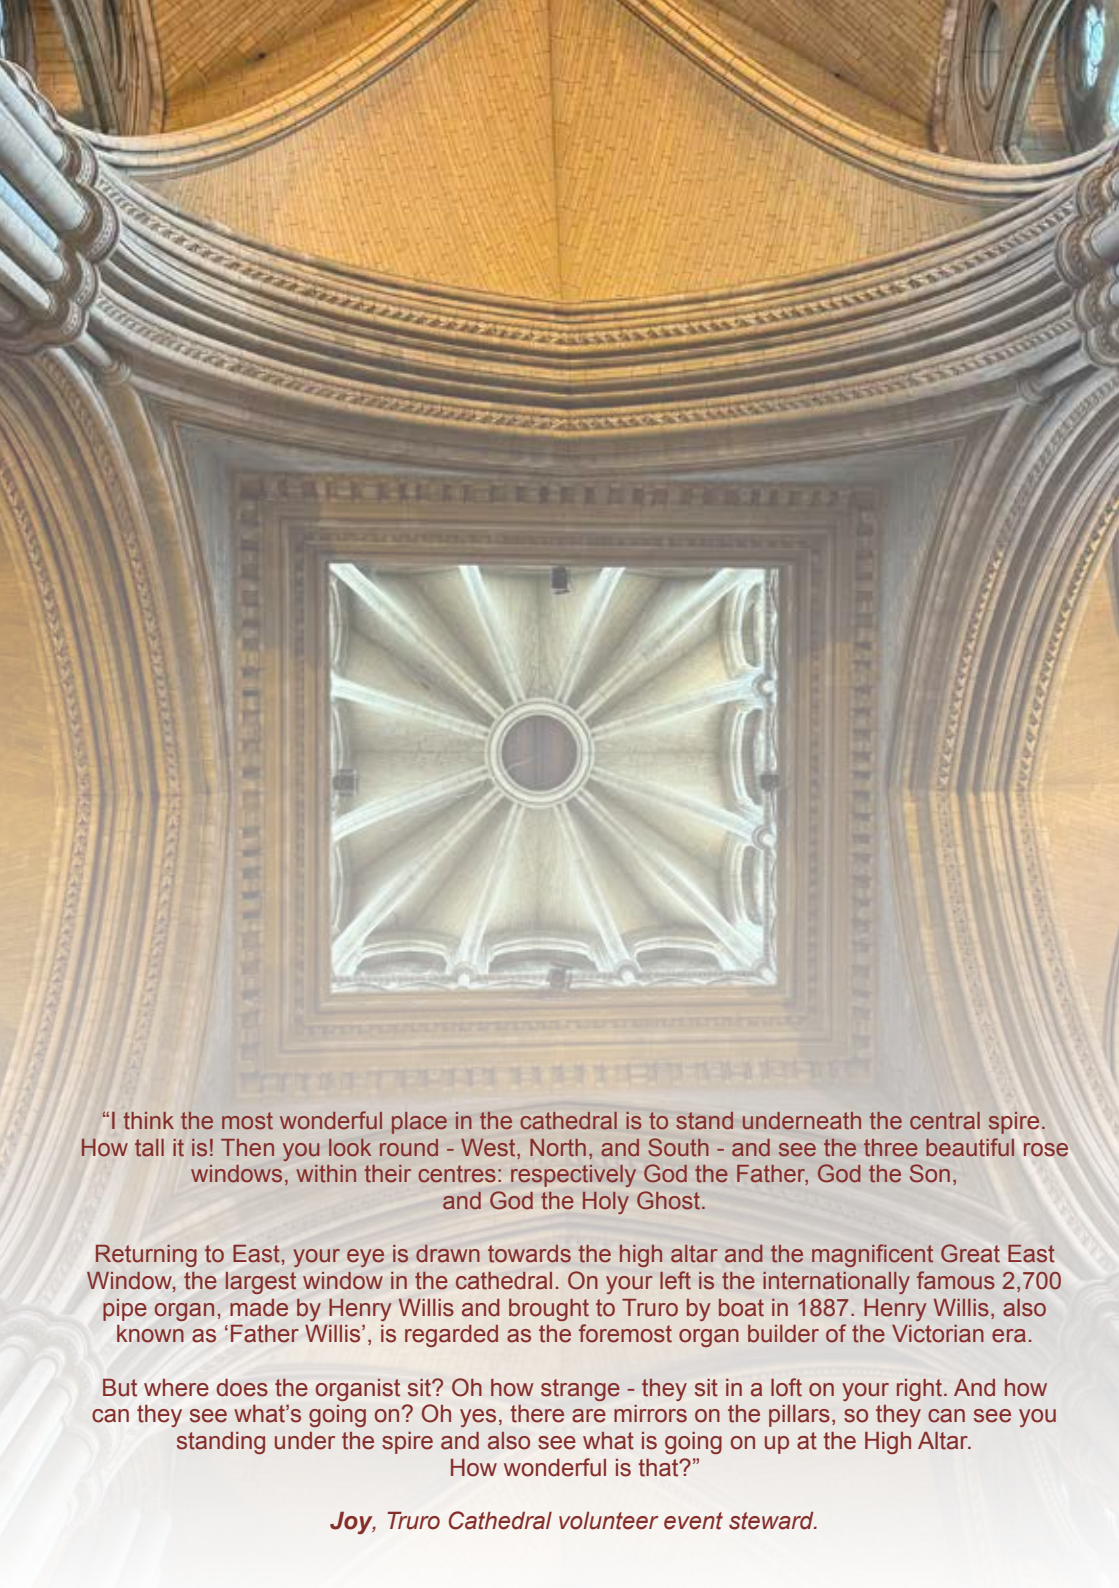 “I think the most wonderful place in the cathedral is to stand underneath the central spire.
How tall it is! Then you look round - West, North, and South - and see the three beautiful rose
windows, within their centres: respectively God the Father, God the Son,
and God the Holy Ghost.
Returning to East, your eye is drawn towards the high altar and the magnificent Great East
Window, the largest window in the cathedral. On your left is the internationally famous 2,700
pipe organ, made by Henry Willis and brought to Truro by boat in 1887. Henry Willis, also
known as ‘Father Willis’, is regarded as the foremost organ builder of the Victorian era.
But where does the organist sit? Oh how strange - they sit in a loft on your right. And how
can they see what’s going on? Oh yes, there are mirrors on the pillars, so they can see you
standing under the spire and also see what is going on up at the High Altar.
How wonderful is that?”
Joy, Truro Cathedral volunteer event steward.